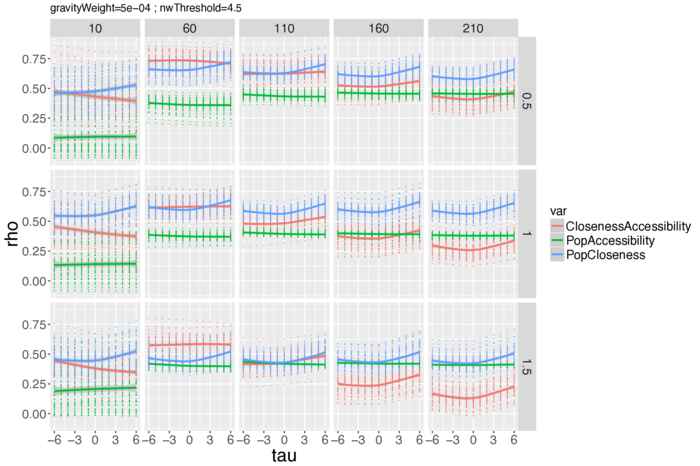 gravityWeight=5e−04 ; nwThreshold=4.5
10 60 110 160 210
0.75
0.50
0.25
0.00
0.5
0.75
0.50
0.25
0.00
1
0.75
0.50
0.25
0.00
1.5
rho
−6 −3 0 3 6 −6 −3 0 3 6 −6 −3 0 3 6 −6 −3 0 3 6 −6 −3 0 3 6
tau
var
ClosenessAccessibility
PopAccessibility
PopCloseness